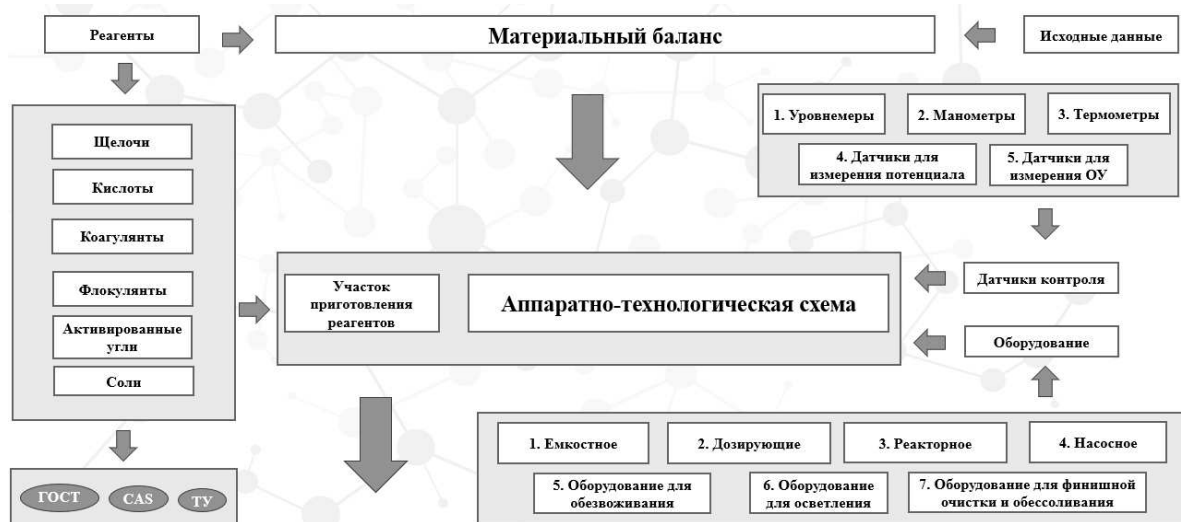 Реагенты
Материальный баланс
Исходные данные
Щелочи
Кислоты
Коагулянты
Флокулянты
Активированные
угли
Соли
ГОСТ
CAS
ТУ
1. Уровнемеры
2. Манометры
3. Термометры
4. Датчики для
измерения потенциала
5. Датчики для
измерения ОУ
Участок
приготовления
реагентов
Аппаратно-технологическая схема
Датчики контроля
Оборудование
1. Емкостное
2. Дозирующие
3. Реакторное
4. Насосное
5. Оборудование для
обезвоживания
6. Оборудование
для осветления
7. Оборудование для финишной
очистки и обессоливания